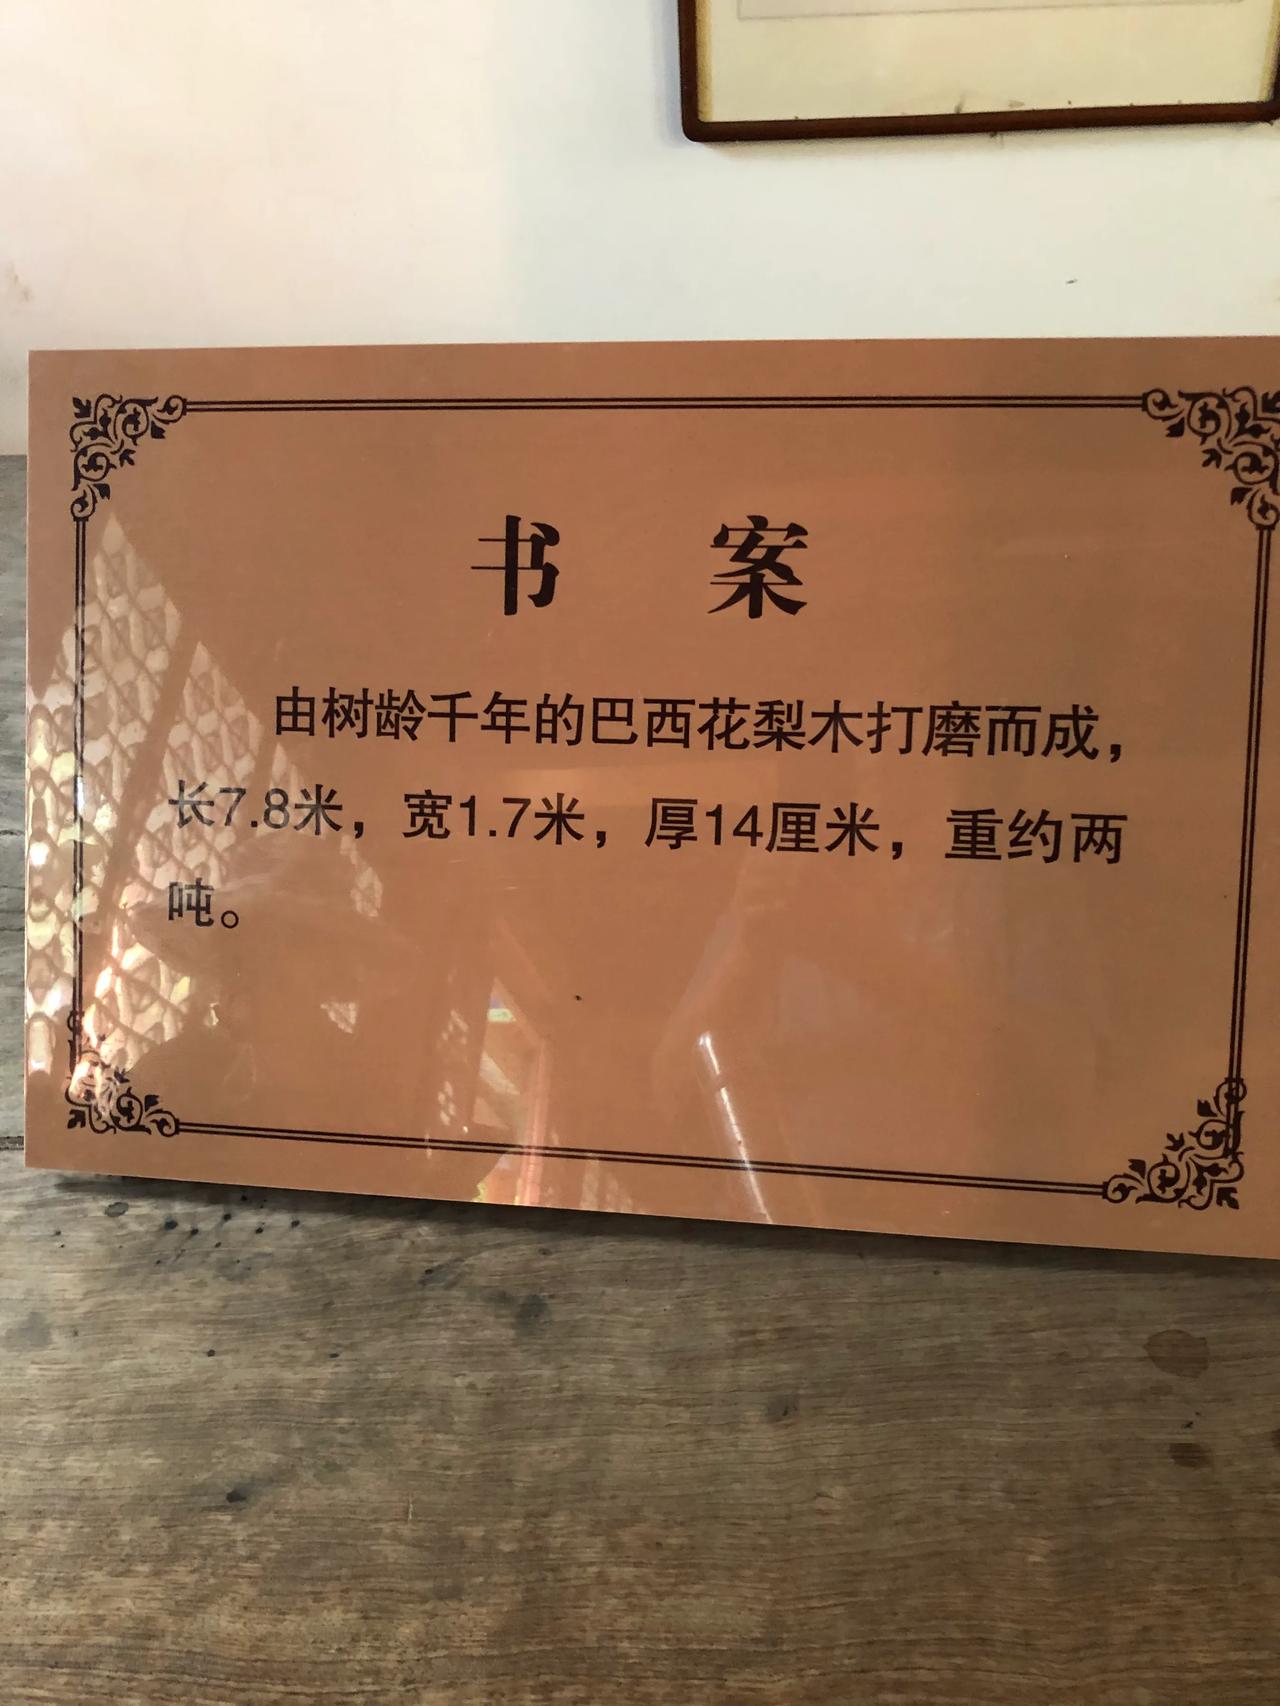 书案
由树龄千年的巴西花梨木打磨而成，
长7.8米，宽1.7米，厚14厘米，重约两
吨。